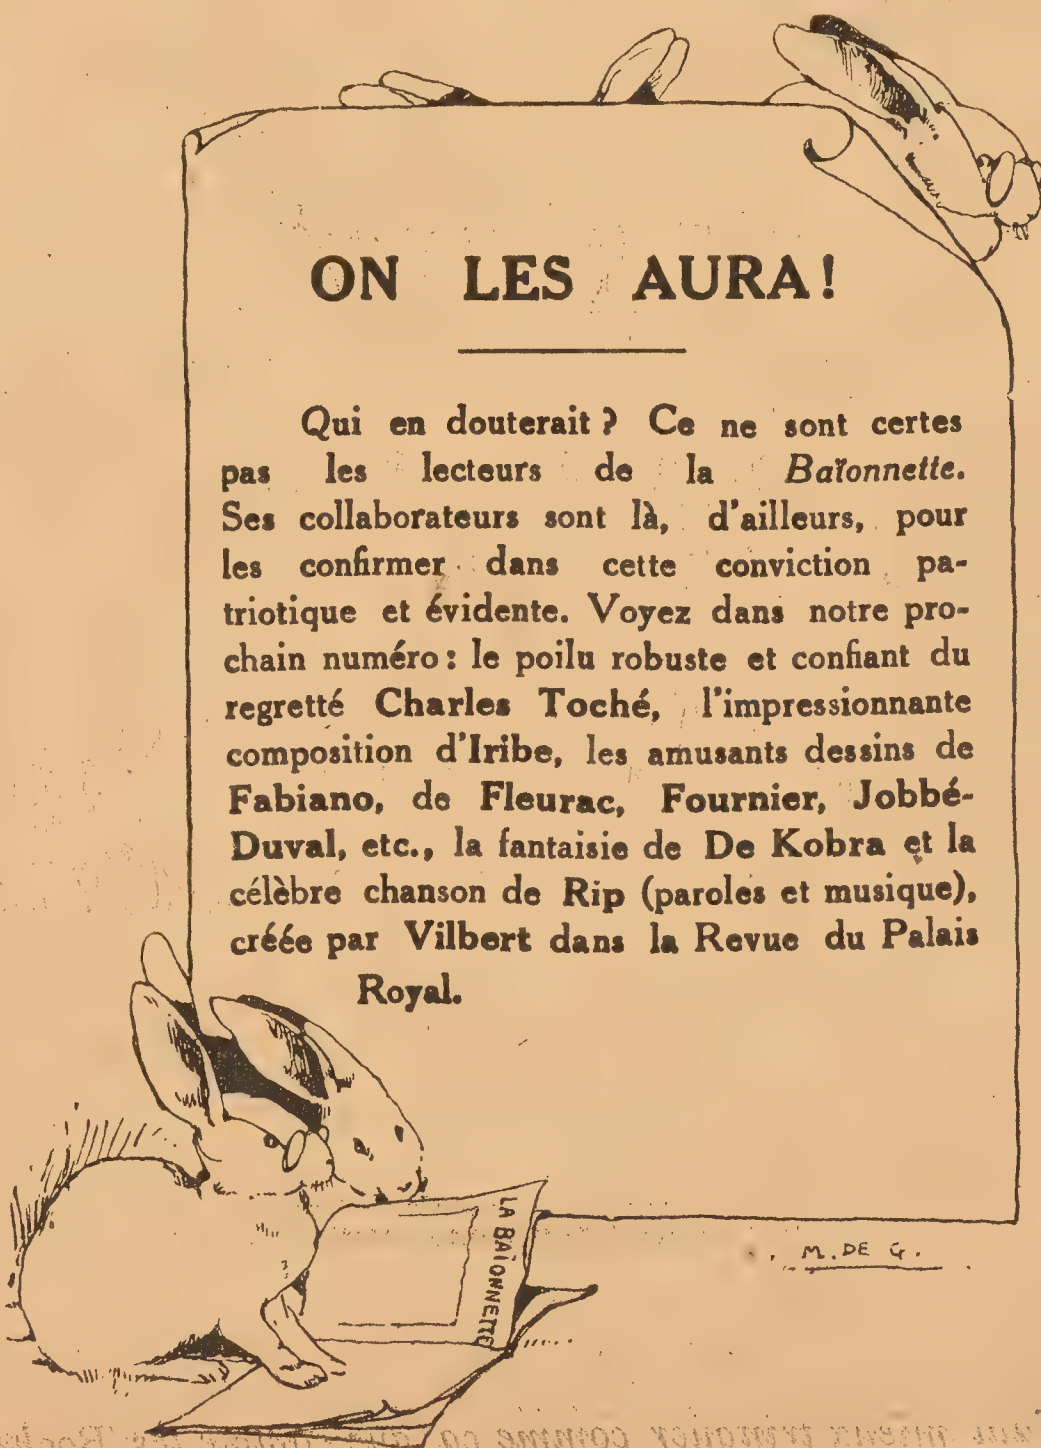 ON LES AURA!
Qui en douterait ? Ce ne sont certes
pas les lecteurs de la Baïonnette.
Ses collaborateurs sont là, d'ailleurs, pour
les confirmer dans cette conviction pa-
triotique et évidente. Voyez dans notre pro-
chain numéro : le poilu robuste et confiant du
regretté Charles Toché, l'impressionnante
composition d'Iribe, les amusants dessins de
Fabiano, de Fleurac, Fournier, Jobbé-
Duval, etc., la fantaisie de De Kobra et la
célèbre chanson de Rip (paroles et musique),
créée par Vilbert dans la Revue du Palais
Royal.
LA BAÏONNETTE
M. DE G.